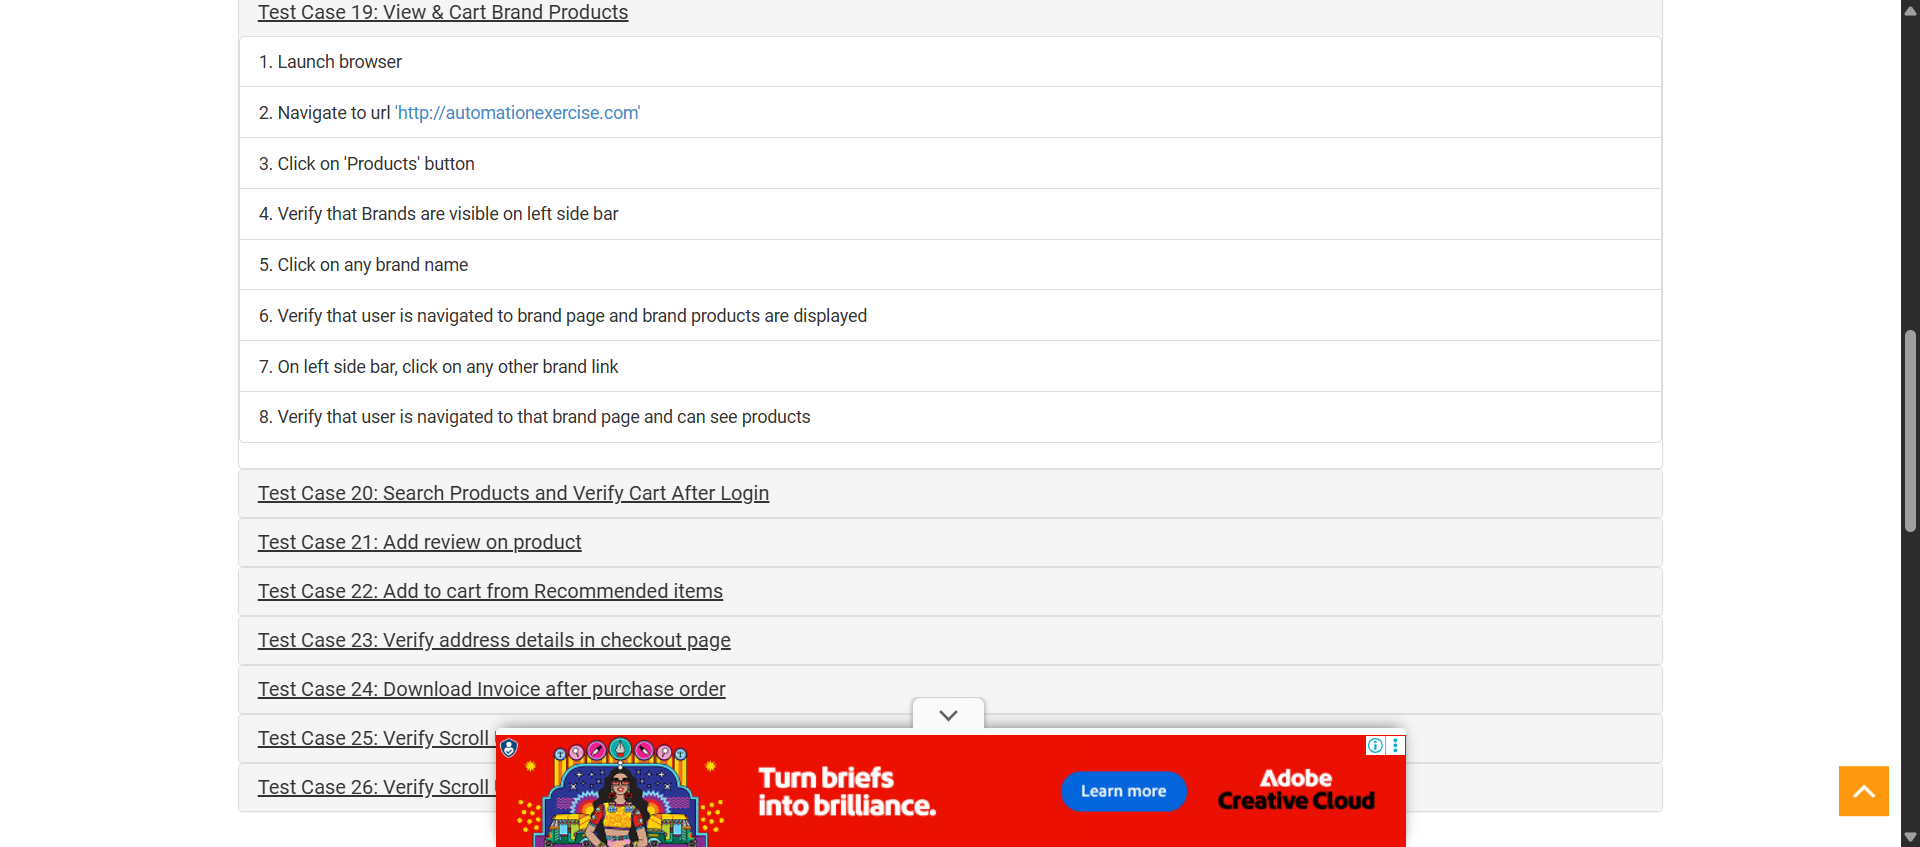 Test Case 19: View & Cart Brand Products
1. Launch browser
2. Navigate to url 'http://automationexercise.com'
3. Click on 'Products' button
4. Verify that Brands are visible on left side bar
5. Click on any brand name
6. Verify that user is navigated to brand page and brand products are displayed
7. On left side bar, click on any other brand link
8. Verify that user is navigated to that brand page and can see products
Test Case 20: Search Products and Verify Cart After Login
Test Case 21: Add review on product
Test Case 22: Add to cart from Recommended items
Test Case 23: Verify address details in checkout page
Test Case 24: Download Invoice after purchase order
Test Case 25: Verify Scroll
Test Case 26: Verify Scroll
Turn briefs
into brilliance.
Learn more
Adobe
Creative Cloud